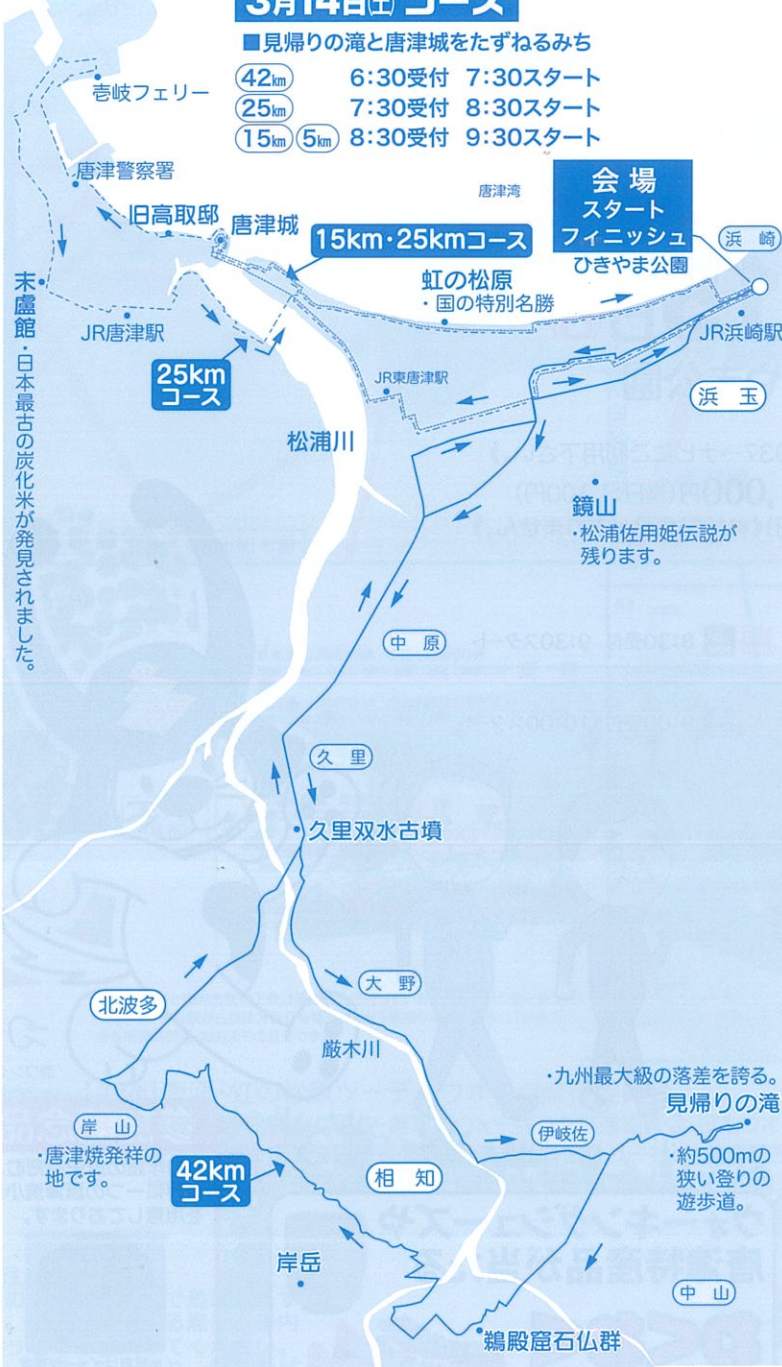 3月14日㊏コース
■見帰りの滝と唐津城をたずねるみち
42km 6:30受付 7:30スタート
25km 7:30受付 8:30スタート
15km 5km 8:30受付 9:30スタート
壱岐フェリー
唐津警察署
旧高取邸
唐津城
唐津湾
会場
スタート
フィニッシュ
ひきやま公園
浜崎
15km・25kmコース
虹の松原
・国の特別名勝
末盧館・日本最古の炭化米が発見されました。
JR唐津駅
25km
コース
JR東唐津駅
JR浜崎駅
浜玉
松浦川
鏡山
・松浦佐用姫伝説が
残ります。
中原
久里
久里双水古墳
大野
北波多
厳木川
・九州最大級の落差を誇る。
見帰りの滝
岸山
・唐津焼発祥の
地です。
42km
コース
相知
伊岐佐
・約500mの
狭い登りの
遊歩道。
岸岳
中山
鵜殿窟石仏群